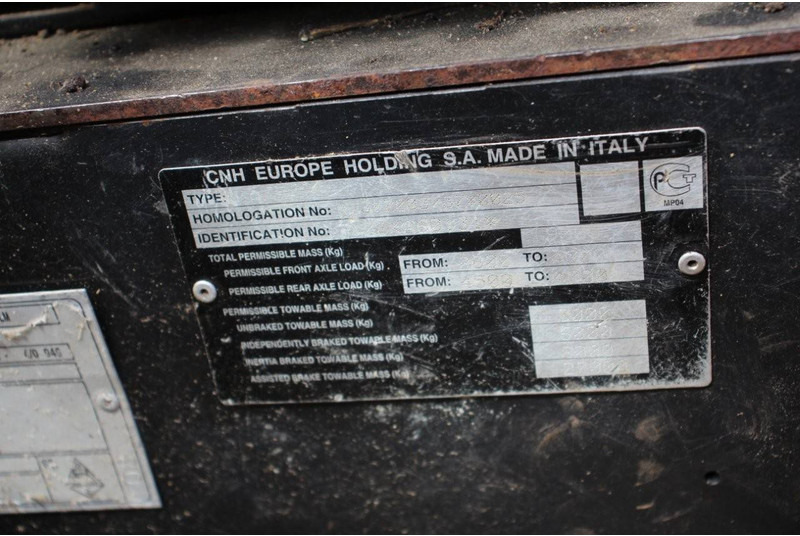 CNH EUROPE HOLDING S.A. MADE IN ITALY
TYPE:
HOMOLOGATION No:
IDENTIFICATION No:
MP04
TOTAL PERMISSIBLE MASS (Kg)
PERMISSIBLE FRONT AXLE LOAD (Kg) FROM: TO:
PERMISSIBLE REAR AXLE LOAD (Kg) FROM: TO:
PERMISSIBLE TOWABLE MASS (Kg)
UNBRAKED TOWABLE MASS (Kg)
INDEPENDENTLY BRAKED TOWABLE MASS (Kg)
INERTIA BRAKED TOWABLE MASS (Kg)
ASSISTED BRAKE TOWABLE MASS (Kg)